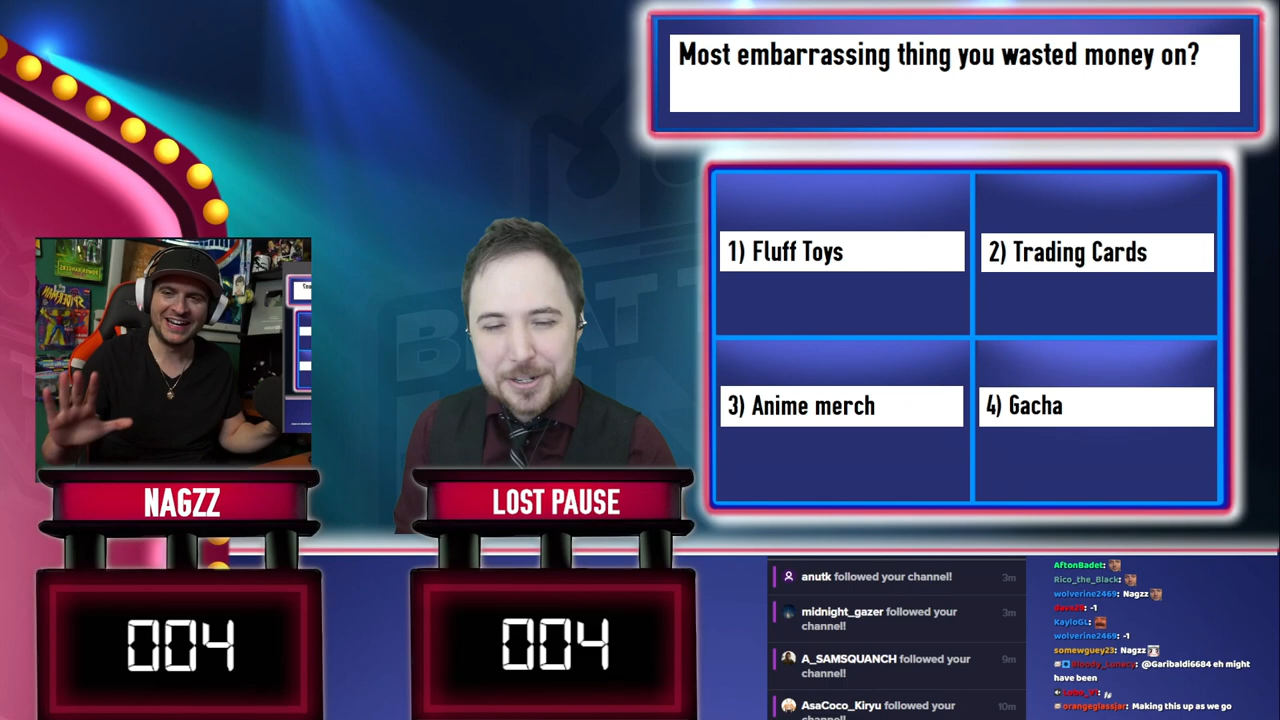 Most embarrassing thing you wasted money on?
1) Fluff Toys
2) Trading Cards
3) Anime merch
4) Gacha
NAGZZ
LOST PAUSE
004
004
anutk followed your channel!
3m
midnight_gazer followed your
channel!
3m
A_SAMSQUANCH followed your
channel!
9m
AsaCoco_Kiryu followed your
10m
AftonBadet:
Rico_the_Black:
wolverine2469: Nagzz
-1
KayloGL:
wolverine2469: -1
somewguey23: Nagzz
Bloody_Lunacy: @Garibaldi6684 eh might
have been
orangeglassjar: Making this up as we go